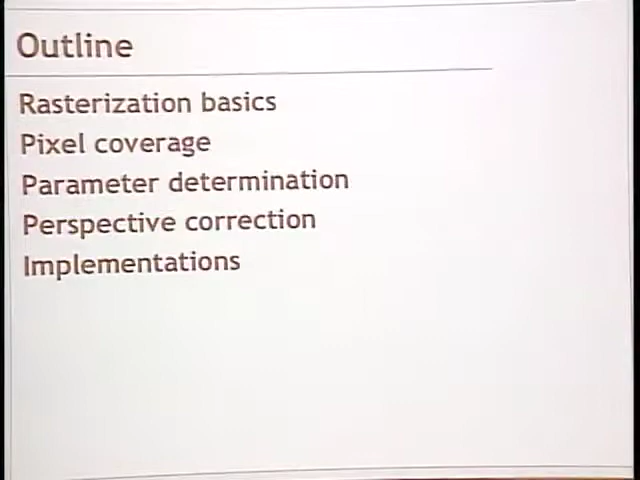 Outline
Rasterization basics
Pixel coverage
Parameter determination
Perspective correction
Implementations